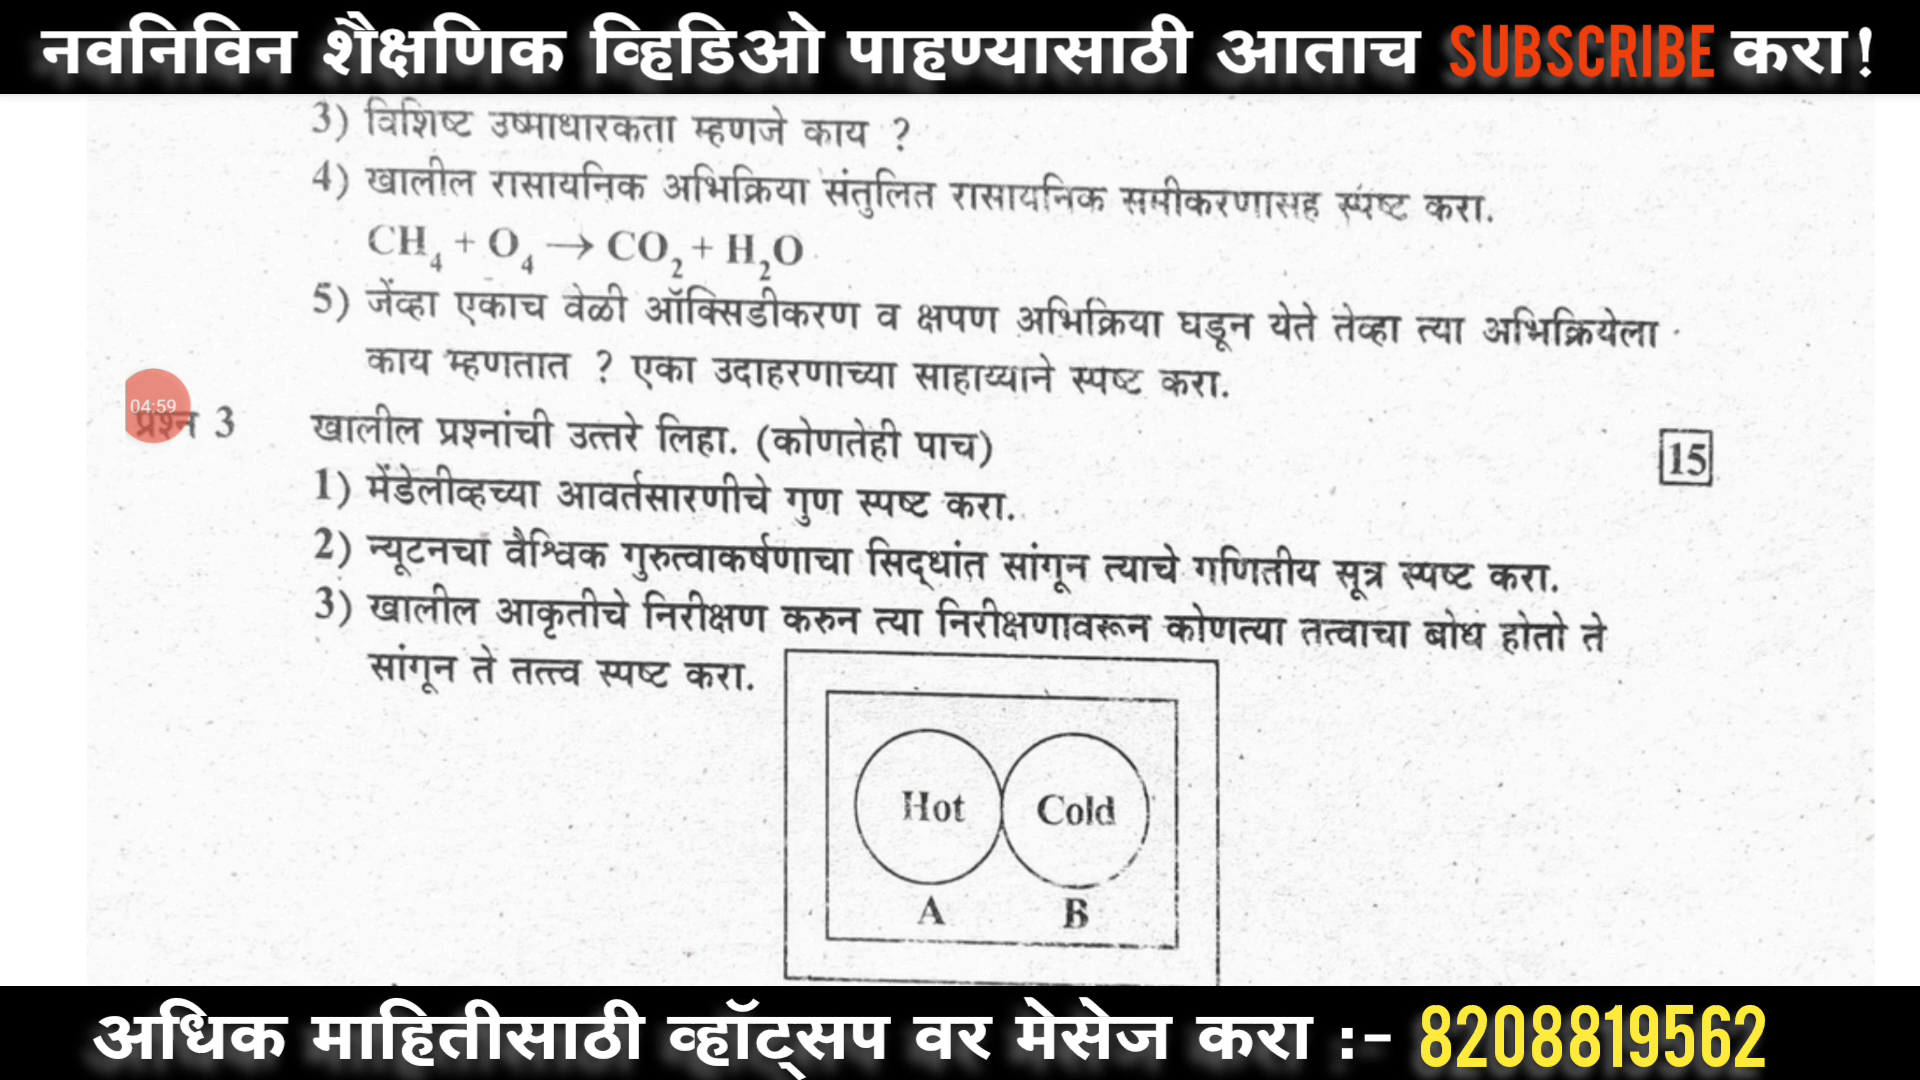 नवनिविन शैक्षणिक व्हिडिओ पाहण्यासाठी आताच SUBSCRIBE करा!
3) विशिष्ट उष्माधारकता म्हणजे काय ?
4) खालील रासायनिक अभिक्रिया संतुलित रासायनिक समीकरणासह स्पष्ट करा.
CH₄ + O₄ → CO₂ + H₂O
5) जेंव्हा एकाच वेळी ऑक्सिडीकरण व क्षपण अभिक्रिया घडून येते तेव्हा त्या अभिक्रियेला
काय म्हणतात ? एका उदाहरणाच्या साहाय्याने स्पष्ट करा.
04:59
प्रश्न 3 खालील प्रश्नांची उत्तरे लिहा. (कोणतेही पाच) 15
1) मेंडेलीव्हच्या आवर्तसारणीचे गुण स्पष्ट करा.
2) न्यूटनचा वैश्विक गुरुत्वाकर्षणाचा सिद्धांत सांगून त्याचे गणितीय सूत्र स्पष्ट करा.
3) खालील आकृतीचे निरीक्षण करुन त्या निरीक्षणावरून कोणत्या तत्वाचा बोध होतो ते
सांगून ते तत्त्व स्पष्ट करा.
Hot Cold
A B
अधिक माहितीसाठी व्हॉट्सप वर मेसेज करा :- 8208819562